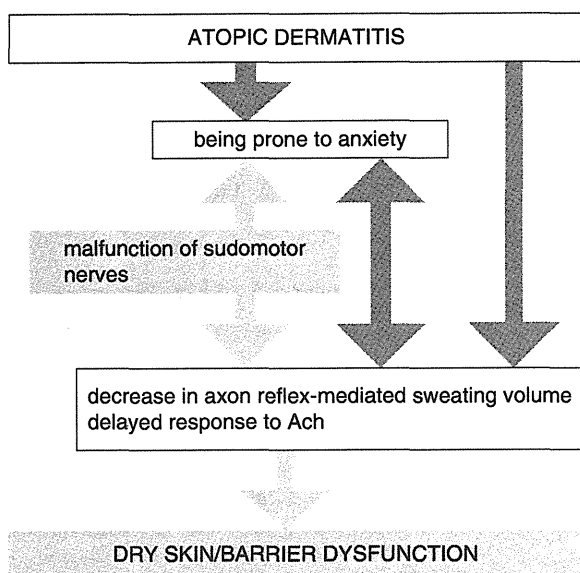 ATOPIC DERMATITIS
being prone to anxiety
malfunction of sudomotor
nerves
decrease in axon reflex-mediated sweating volume
delayed response to Ach
DRY SKIN/BARRIER DYSFUNCTION